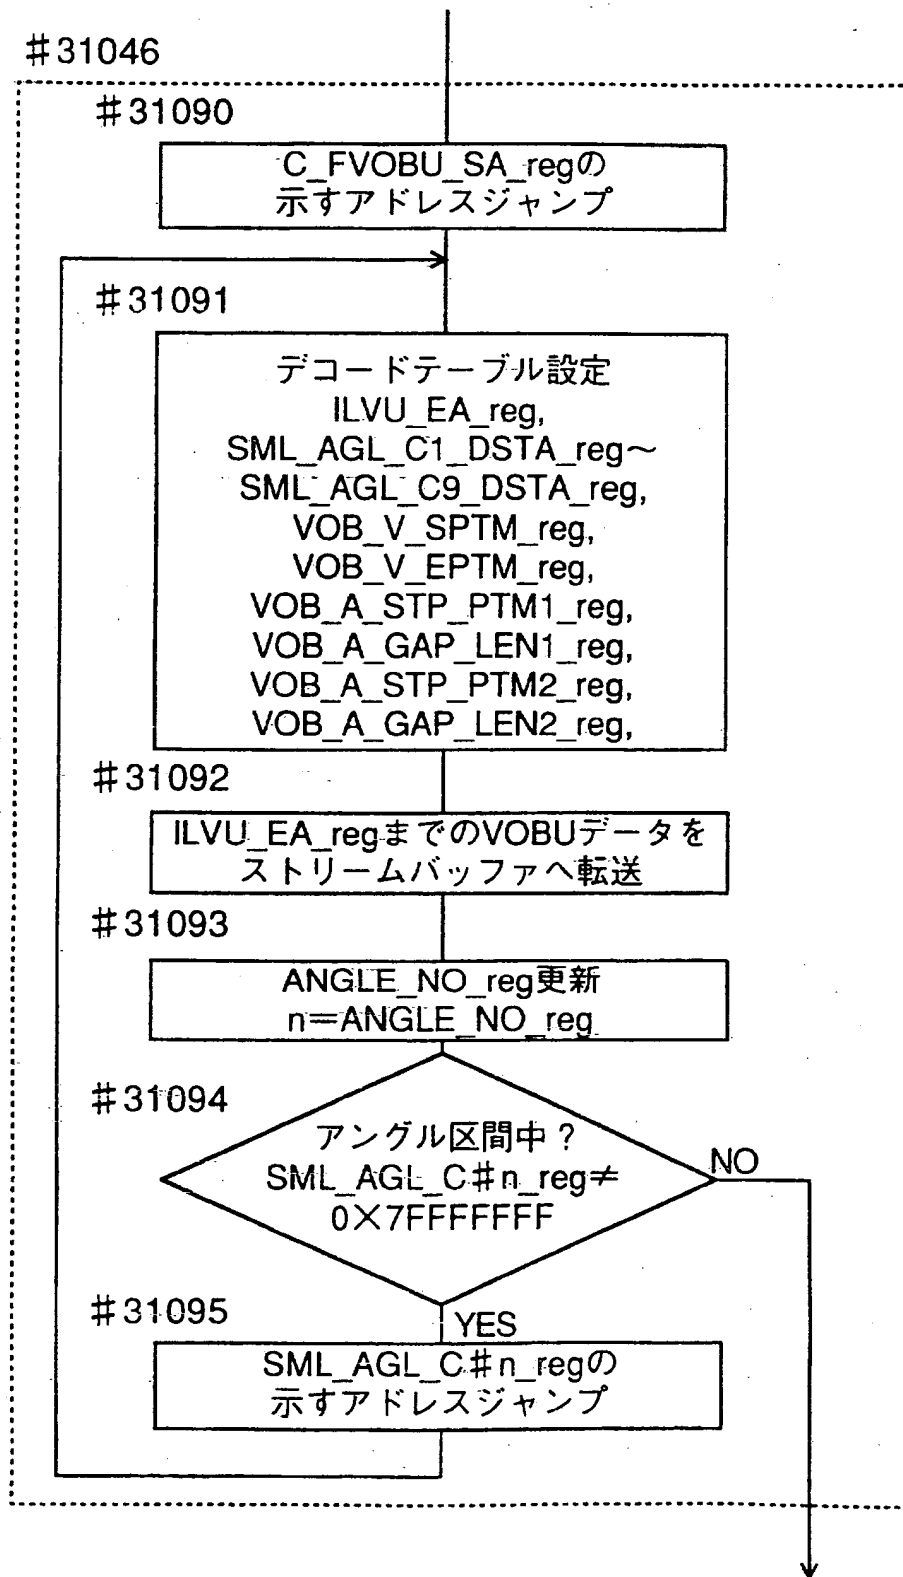 #31046
#31090
C_FVOBU_SA_regの
示すアドレスジャンプ
#31091
デコードテーブル設定
ILVU_EA_reg,
SML_AGL_C1_DSTA_reg～
SML_AGL_C9_DSTA_reg,
VOB_V_SPTM_reg,
VOB_V_EPTM_reg,
VOB_A_STP_PTM1_reg,
VOB_A_GAP_LEN1_reg,
VOB_A_STP_PTM2_reg,
VOB_A_GAP_LEN2_reg,
#31092
ILVU_EA_regまでのVOBUデータを
ストリームバッファへ転送
#31093
ANGLE_NO_reg更新
n=ANGLE_NO_reg
#31094
アングル区間中?
SML_AGL_C#n_reg≠
0×7FFFFFFF
NO
#31095
YES
SML_AGL_C#n_regの
示すアドレスジャンプ